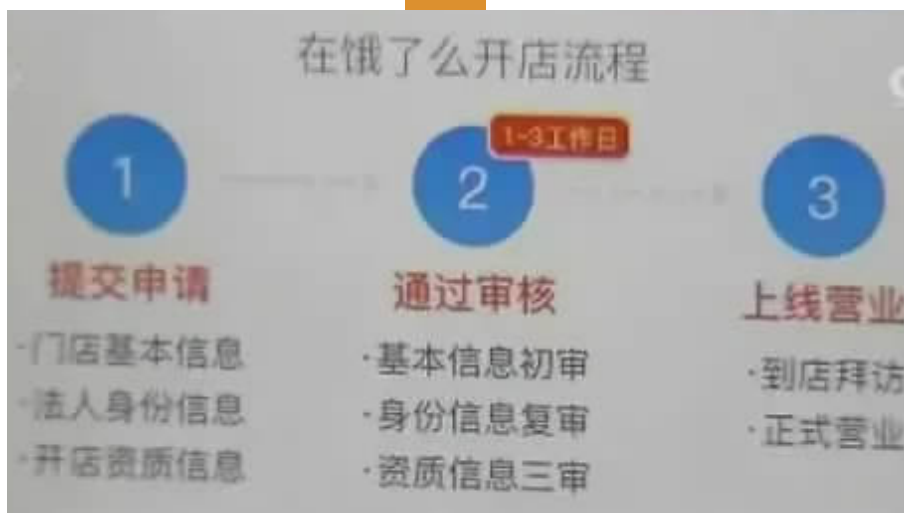 在饿了么开店流程
1
提交申请
·门店基本信息
·法人身份信息
·开店资质信息
1-3工作日
2
通过审核
·基本信息初审
·身份信息复审
·资质信息三审
3
上线营业
·到店拜访
·正式营业